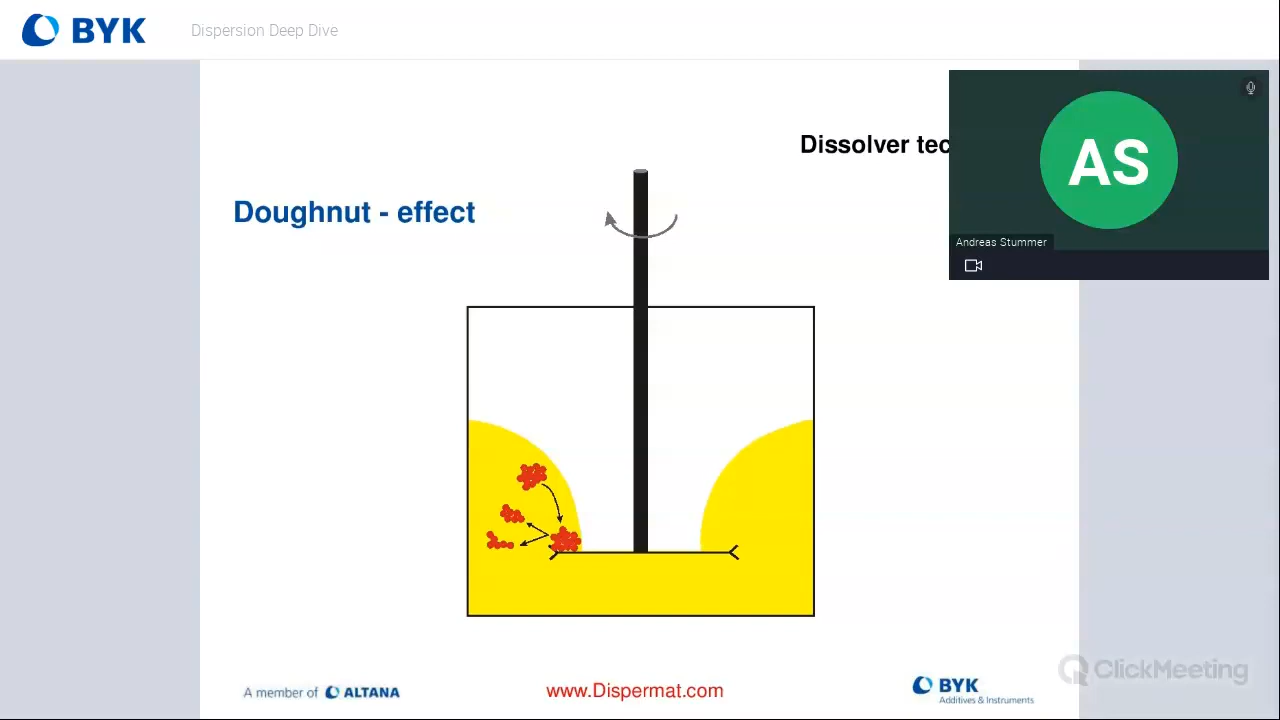 BYK
Dispersion Deep Dive
Dissolver tec
AS
Doughnut - effect
Andreas Stummer
ClickMeeting
A member of ALTANA
www.Dispermat.com
BYK
Additives & Instruments